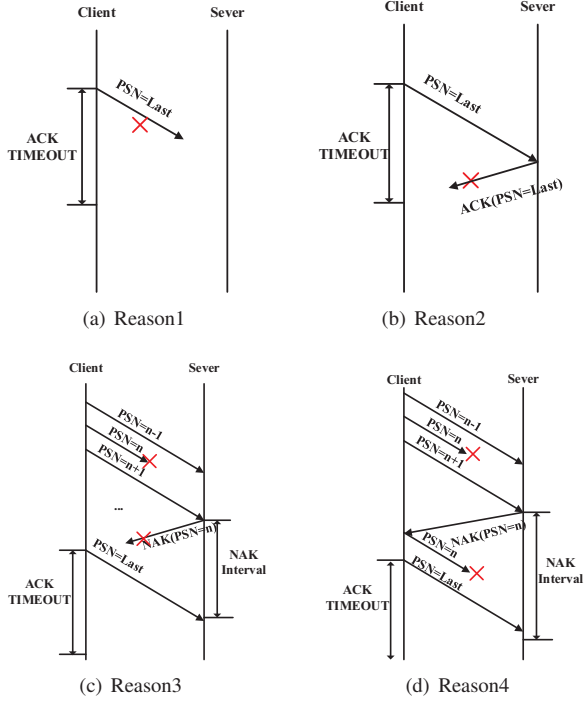 Client Sever
PSN=Last
ACK
TIMEOUT
(a) Reason1
Client Sever
PSN=Last
ACK
TIMEOUT
ACK(PSN=Last)
(b) Reason2
Client Sever
PSN=n-1
PSN=n
PSN=n+1
...
NAK(PSN=n)
PSN=Last
NAK
Interval
ACK
TIMEOUT
(c) Reason3
Client Sever
PSN=n-1
PSN=n
PSN=n+1
NAK(PSN=n)
PSN=n
PSN=Last
NAK
Interval
ACK
TIMEOUT
(d) Reason4